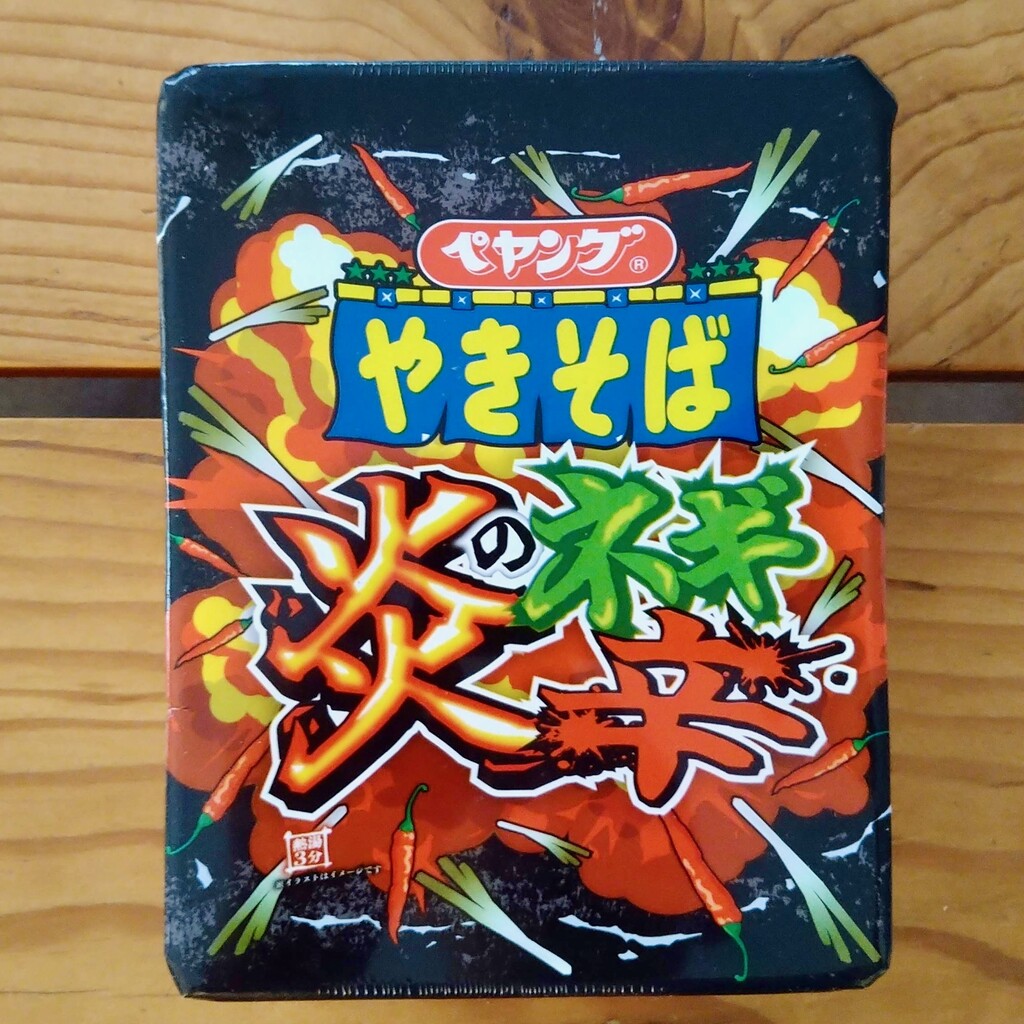 ペヤング®
やきそば
炎のネギ辛
熱湯
3分
※イラストはイメージです